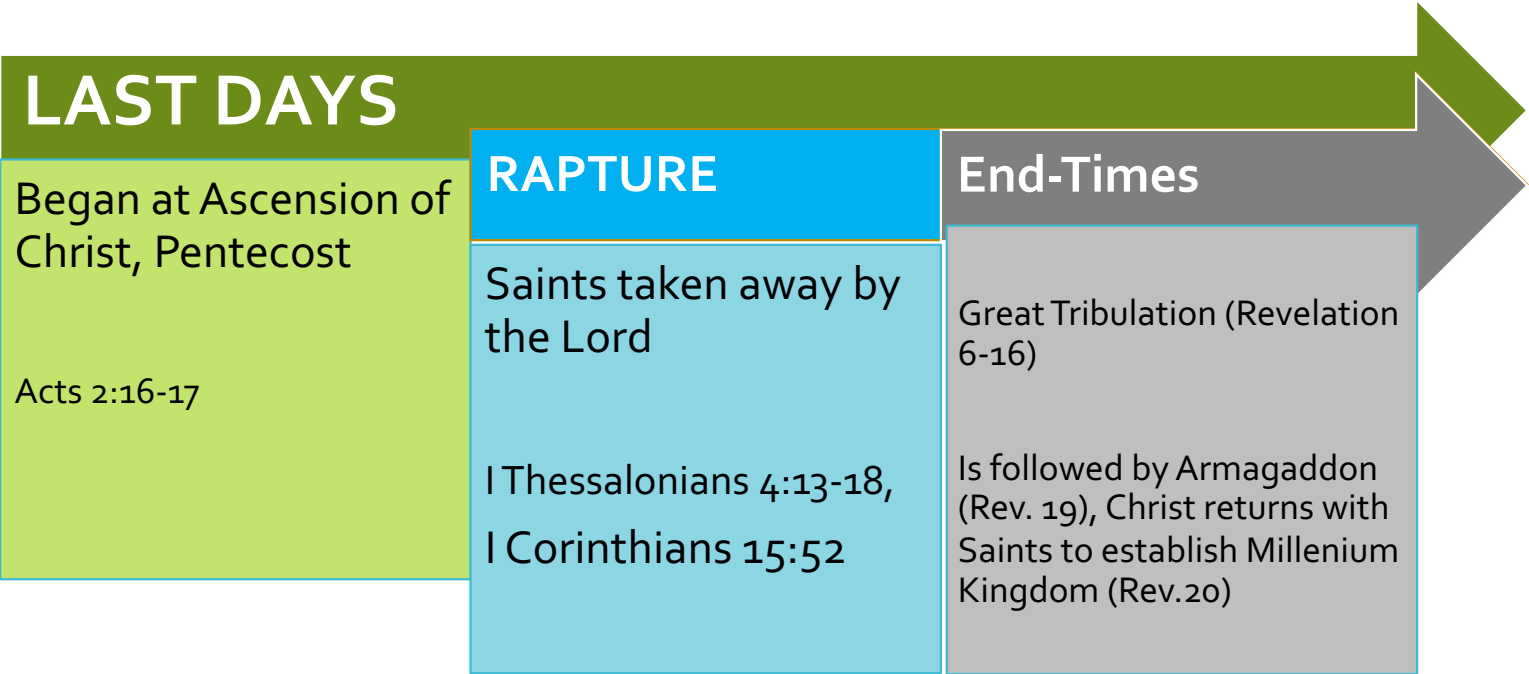 LAST DAYS
Began at Ascension of
Christ, Pentecost
Acts 2:16-17
RAPTURE
Saints taken away by
the Lord
I Thessalonians 4:13-18,
I Corinthians 15:52
End-Times
Great Tribulation (Revelation
6-16)
Is followed by Armagaddon
(Rev. 19), Christ returns with
Saints to establish Millenium
Kingdom (Rev.20)